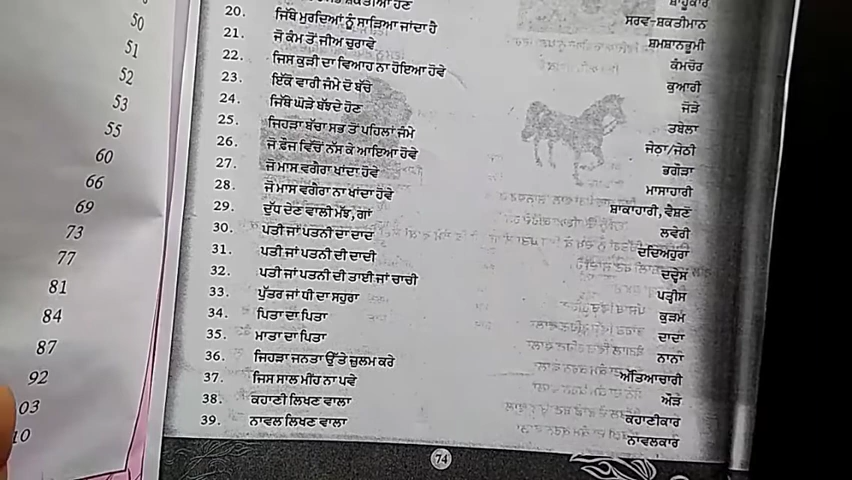 50
51
52
53
55
60
66
69
73
77
81
84
87
92
03
10
ਸਰਵ-ਸ਼ਕਤੀਮਾਨ
20. ਜਿੱਥੇ ਮੁਰਦਿਆਂ ਨੂੰ ਸਾੜਿਆ ਜਾਂਦਾ ਹੈ ਸ਼ਮਸ਼ਾਨਭੂਮੀ
21. ਜੋ ਕੰਮ ਤੋਂ ਜੀਅ ਚੁਰਾਵੇ ਕੰਮਚੋਰ
22. ਜਿਸ ਕੁੜੀ ਦਾ ਵਿਆਹ ਨਾ ਹੋਇਆ ਹੋਵੇ ਕੁਆਰੀ
23. ਇੱਕੋ ਵਾਰੀ ਜੰਮੇ ਦੋ ਬੱਚੇ ਜੌੜੇ
24. ਜਿੱਥੇ ਘੋੜੇ ਬੱਝਦੇ ਹੋਣ ਤਬੇਲਾ
25. ਜਿਹੜਾ ਬੱਚਾ ਸਭ ਤੋਂ ਪਹਿਲਾਂ ਜੰਮੇ ਜੇਠਾ/ਜੇਠੀ
26. ਜੋ ਫ਼ੌਜ ਵਿੱਚੋਂ ਨੱਸ ਕੇ ਆਇਆ ਹੋਵੇ ਭਗੌੜਾ
27. ਜੋ ਮਾਸ ਵਗੈਰਾ ਖਾਂਦਾ ਹੋਵੇ ਮਾਸਾਹਾਰੀ
28. ਜੋ ਮਾਸ ਵਗੈਰਾ ਨਾ ਖਾਂਦਾ ਹੋਵੇ ਸ਼ਾਕਾਹਾਰੀ, ਵੈਸ਼ਣੋ
29. ਦੁੱਧ ਦੇਣ ਵਾਲੀ ਮੱਝ, ਗਾਂ ਲਵੇਰੀ
30. ਪਤੀ ਜਾਂ ਪਤਨੀ ਦਾ ਦਾਦਾ ਦਦਿਅਹੁਰਾ
31. ਪਤੀ ਜਾਂ ਪਤਨੀ ਦੀ ਦਾਦੀ ਦਦੇਸ
32. ਪਤੀ ਜਾਂ ਪਤਨੀ ਦੀ ਤਾਈ ਜਾਂ ਚਾਚੀ ਪਤ੍ਹੀਸ
33. ਪੁੱਤਰ ਜਾਂ ਧੀ ਦਾ ਸਹੁਰਾ ਕੁੜਮ
34. ਪਿਤਾ ਦਾ ਪਿਤਾ ਦਾਦਾ
35. ਮਾਤਾ ਦਾ ਪਿਤਾ ਨਾਨਾ
36. ਜਿਹੜਾ ਜਨਤਾ ਉੱਤੇ ਜ਼ੁਲਮ ਕਰੇ ਅੱਤਿਆਚਾਰੀ
37. ਜਿਸ ਸਾਲ ਮੀਂਹ ਨਾ ਪਵੇ ਔੜ
38. ਕਹਾਣੀ ਲਿਖਣ ਵਾਲਾ ਕਹਾਣੀਕਾਰ
39. ਨਾਵਲ ਲਿਖਣ ਵਾਲਾ ਨਾਵਲਕਾਰ
74